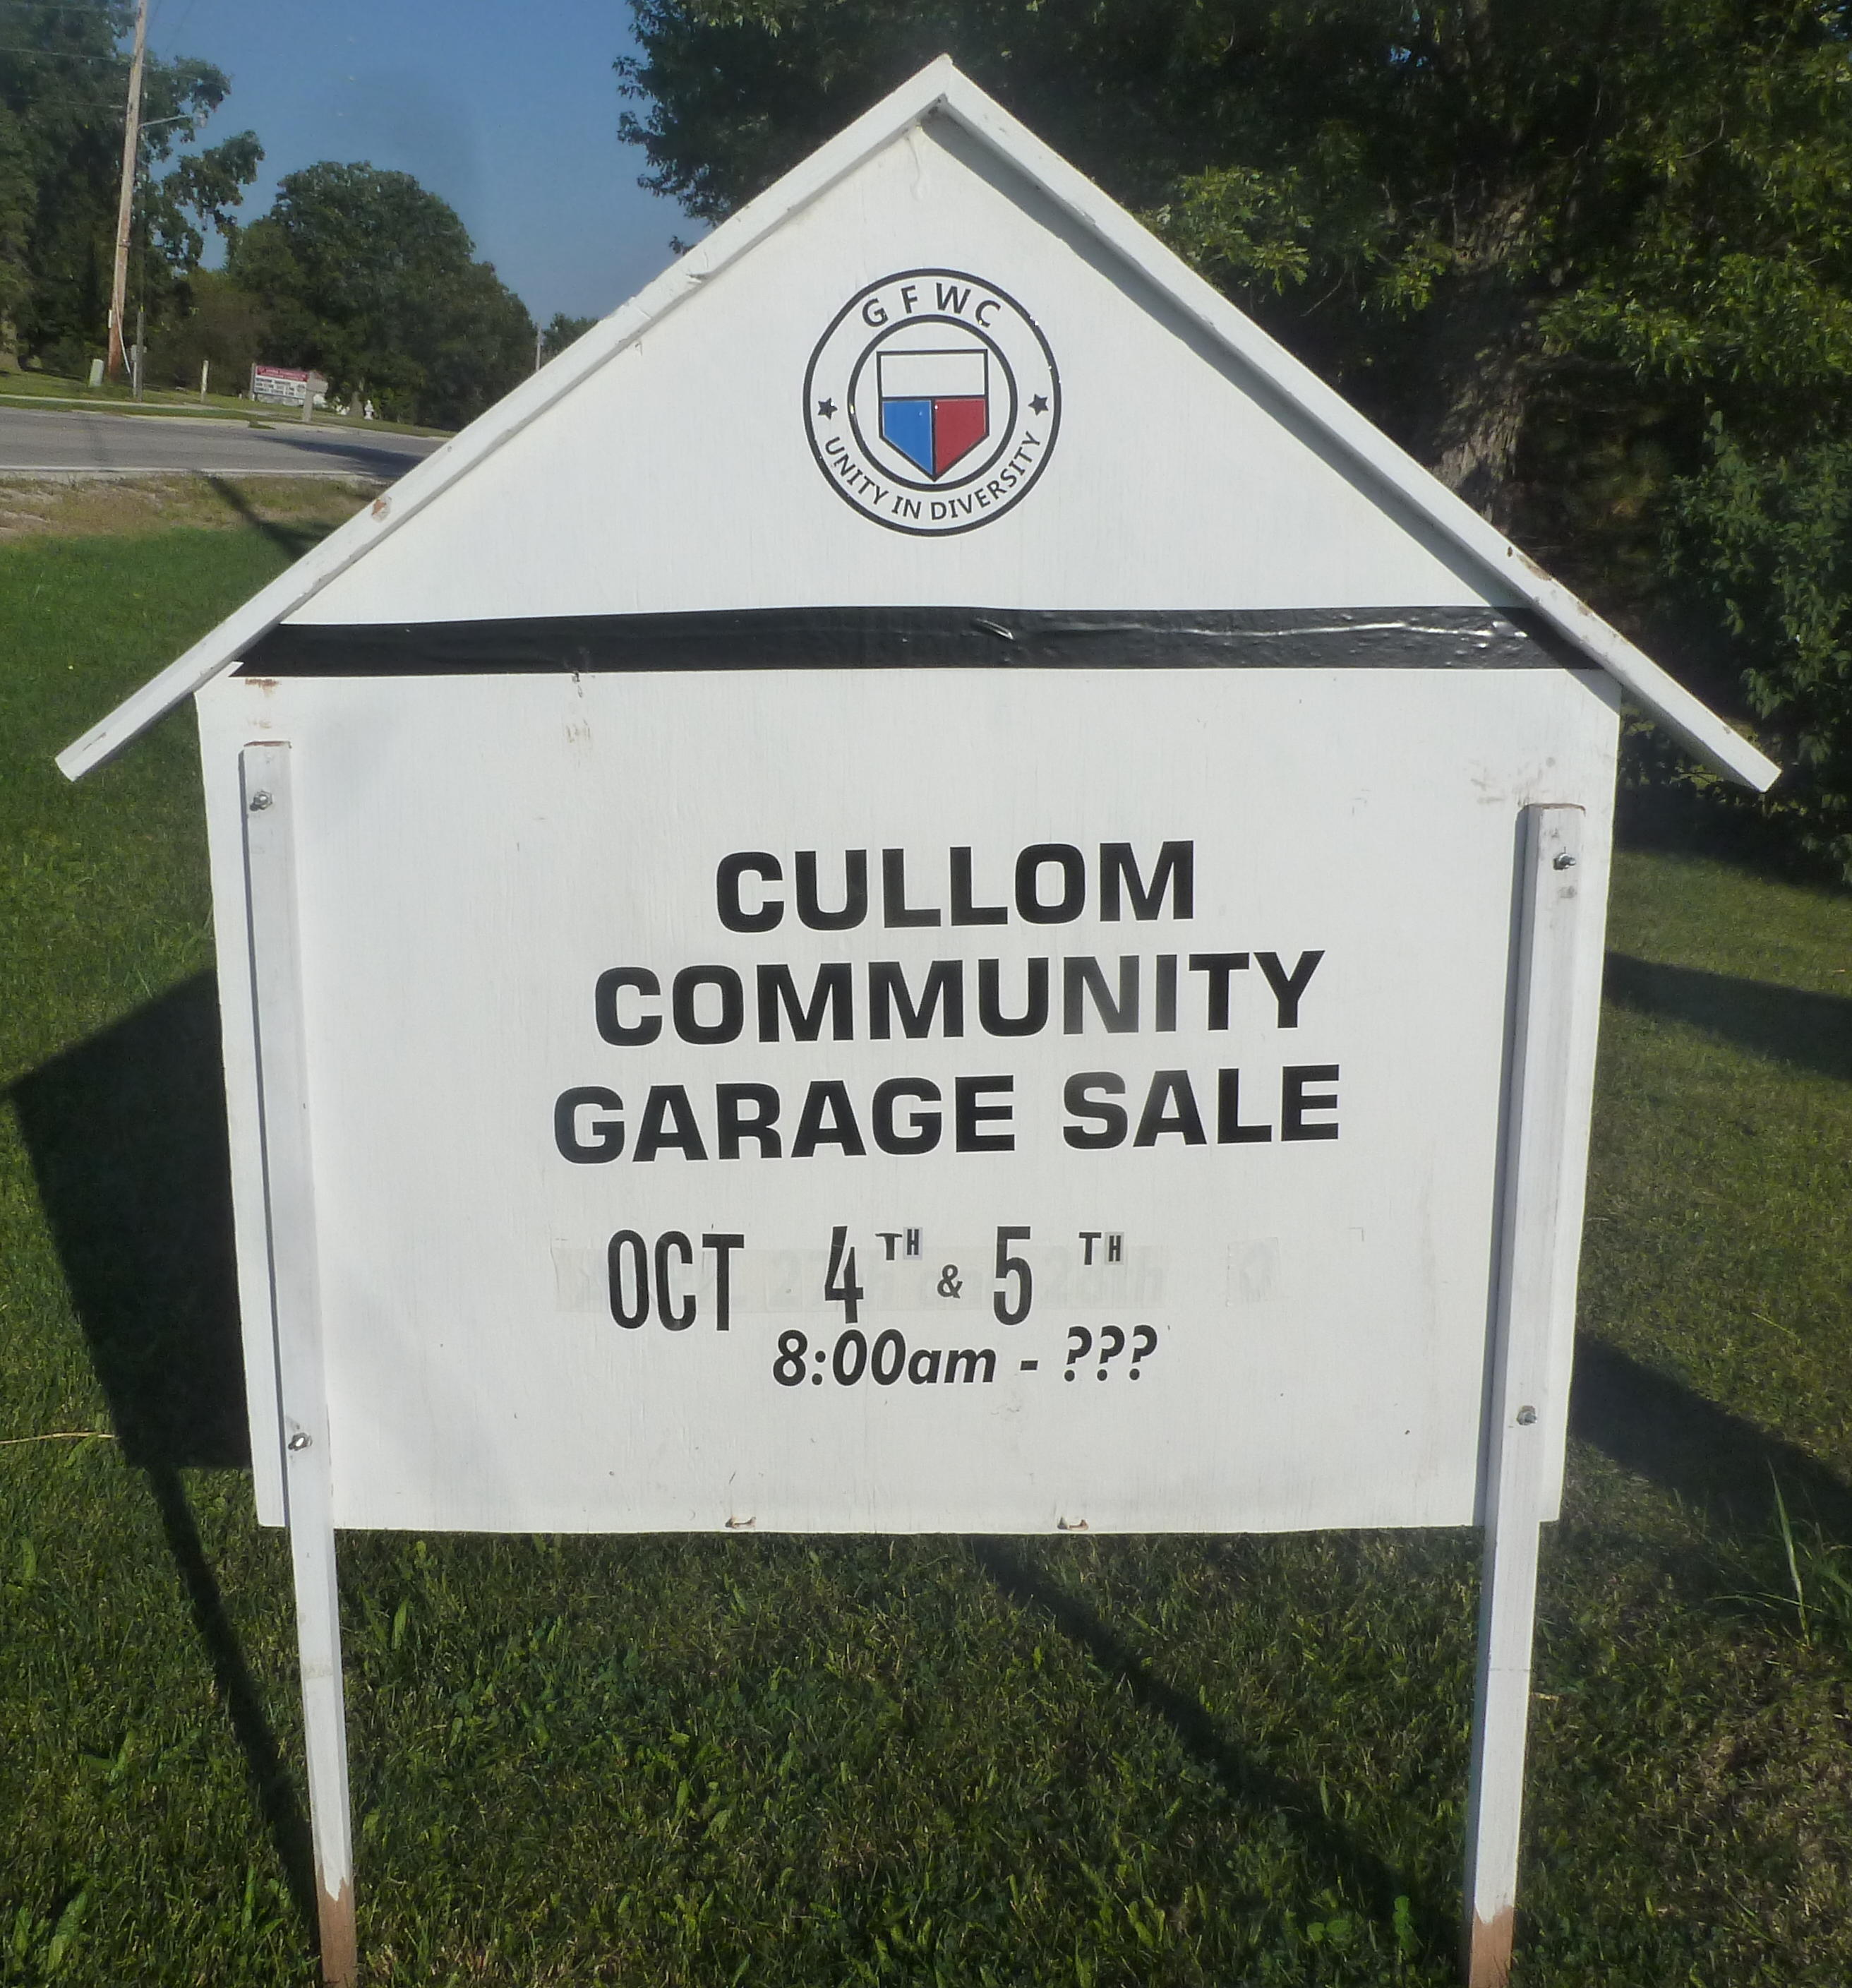 GFWC
UNITY IN DIVERSITY
CULLOM
COMMUNITY
GARAGE SALE
OCT 4TH & 5TH
8:00am - ???